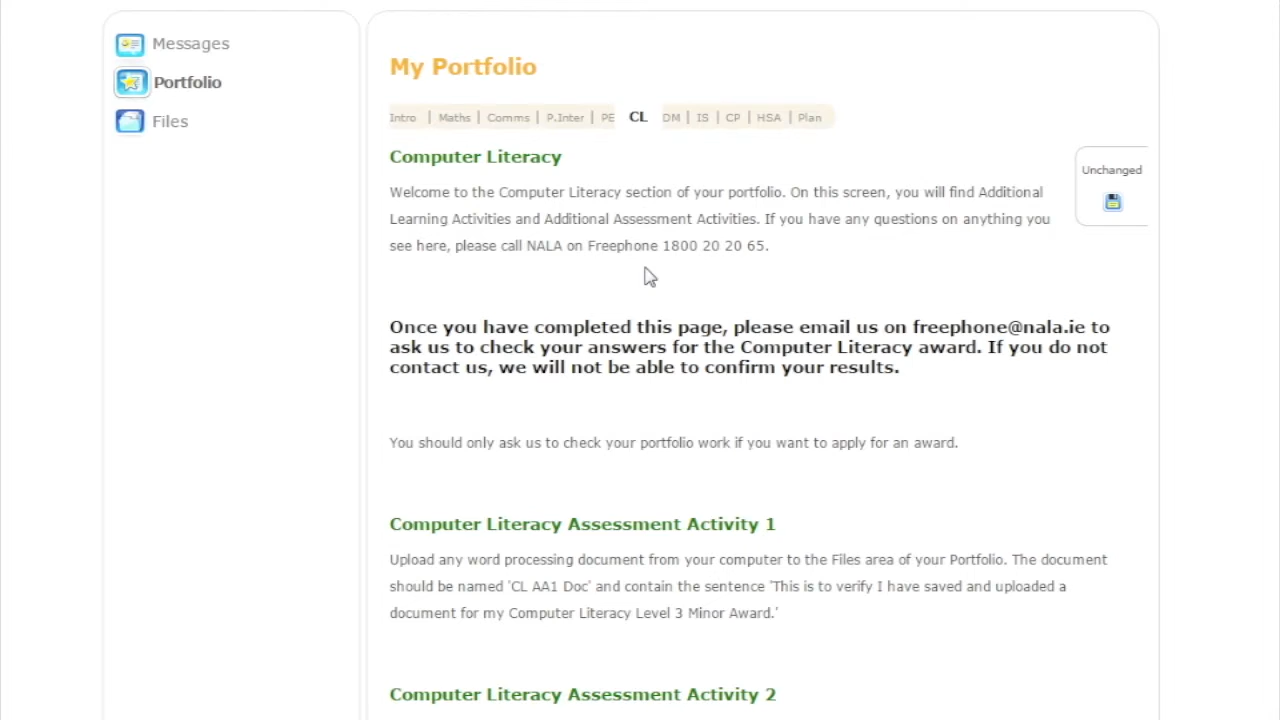 Messages
Portfolio
Files
My Portfolio
Intro | Maths | Comms | P.Inter | PE CL DM | IS | CP | HSA | Plan
Computer Literacy
Unchanged
Welcome to the Computer Literacy section of your portfolio. On this screen, you will find Additional
Learning Activities and Additional Assessment Activities. If you have any questions on anything you
see here, please call NALA on Freephone 1800 20 20 65.
Once you have completed this page, please email us on freephone@nala.ie to
ask us to check your answers for the Computer Literacy award. If you do not
contact us, we will not be able to confirm your results.
You should only ask us to check your portfolio work if you want to apply for an award.
Computer Literacy Assessment Activity 1
Upload any word processing document from your computer to the Files area of your Portfolio. The document
should be named 'CL AA1 Doc' and contain the sentence 'This is to verify I have saved and uploaded a
document for my Computer Literacy Level 3 Minor Award.'
Computer Literacy Assessment Activity 2